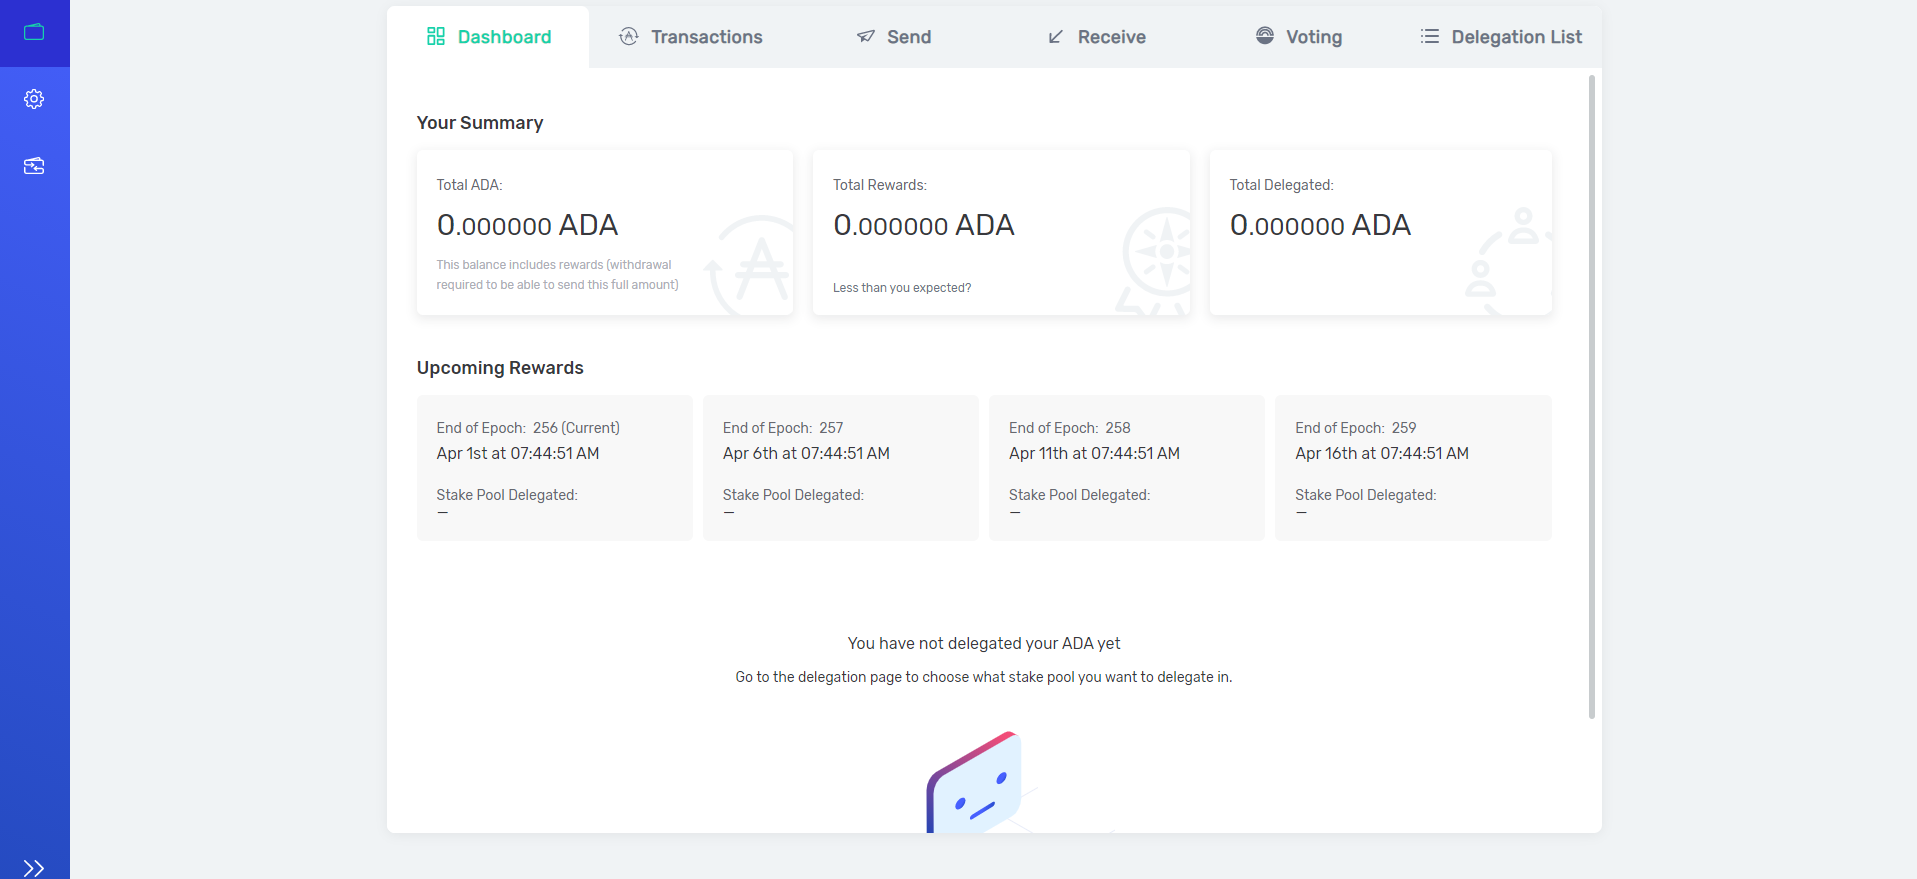 Dashboard
Transactions
Send
Receive
Voting
Delegation List
Your Summary
Total ADA:
0.000000 ADA
This balance includes rewards (withdrawal
required to be able to send this full amount)
Total Rewards:
0.000000 ADA
Less than you expected?
Total Delegated:
0.000000 ADA
Upcoming Rewards
End of Epoch: 256 (Current)
Apr 1st at 07:44:51 AM
Stake Pool Delegated:
—
End of Epoch: 257
Apr 6th at 07:44:51 AM
Stake Pool Delegated:
—
End of Epoch: 258
Apr 11th at 07:44:51 AM
Stake Pool Delegated:
—
End of Epoch: 259
Apr 16th at 07:44:51 AM
Stake Pool Delegated:
—
You have not delegated your ADA yet
Go to the delegation page to choose what stake pool you want to delegate in.